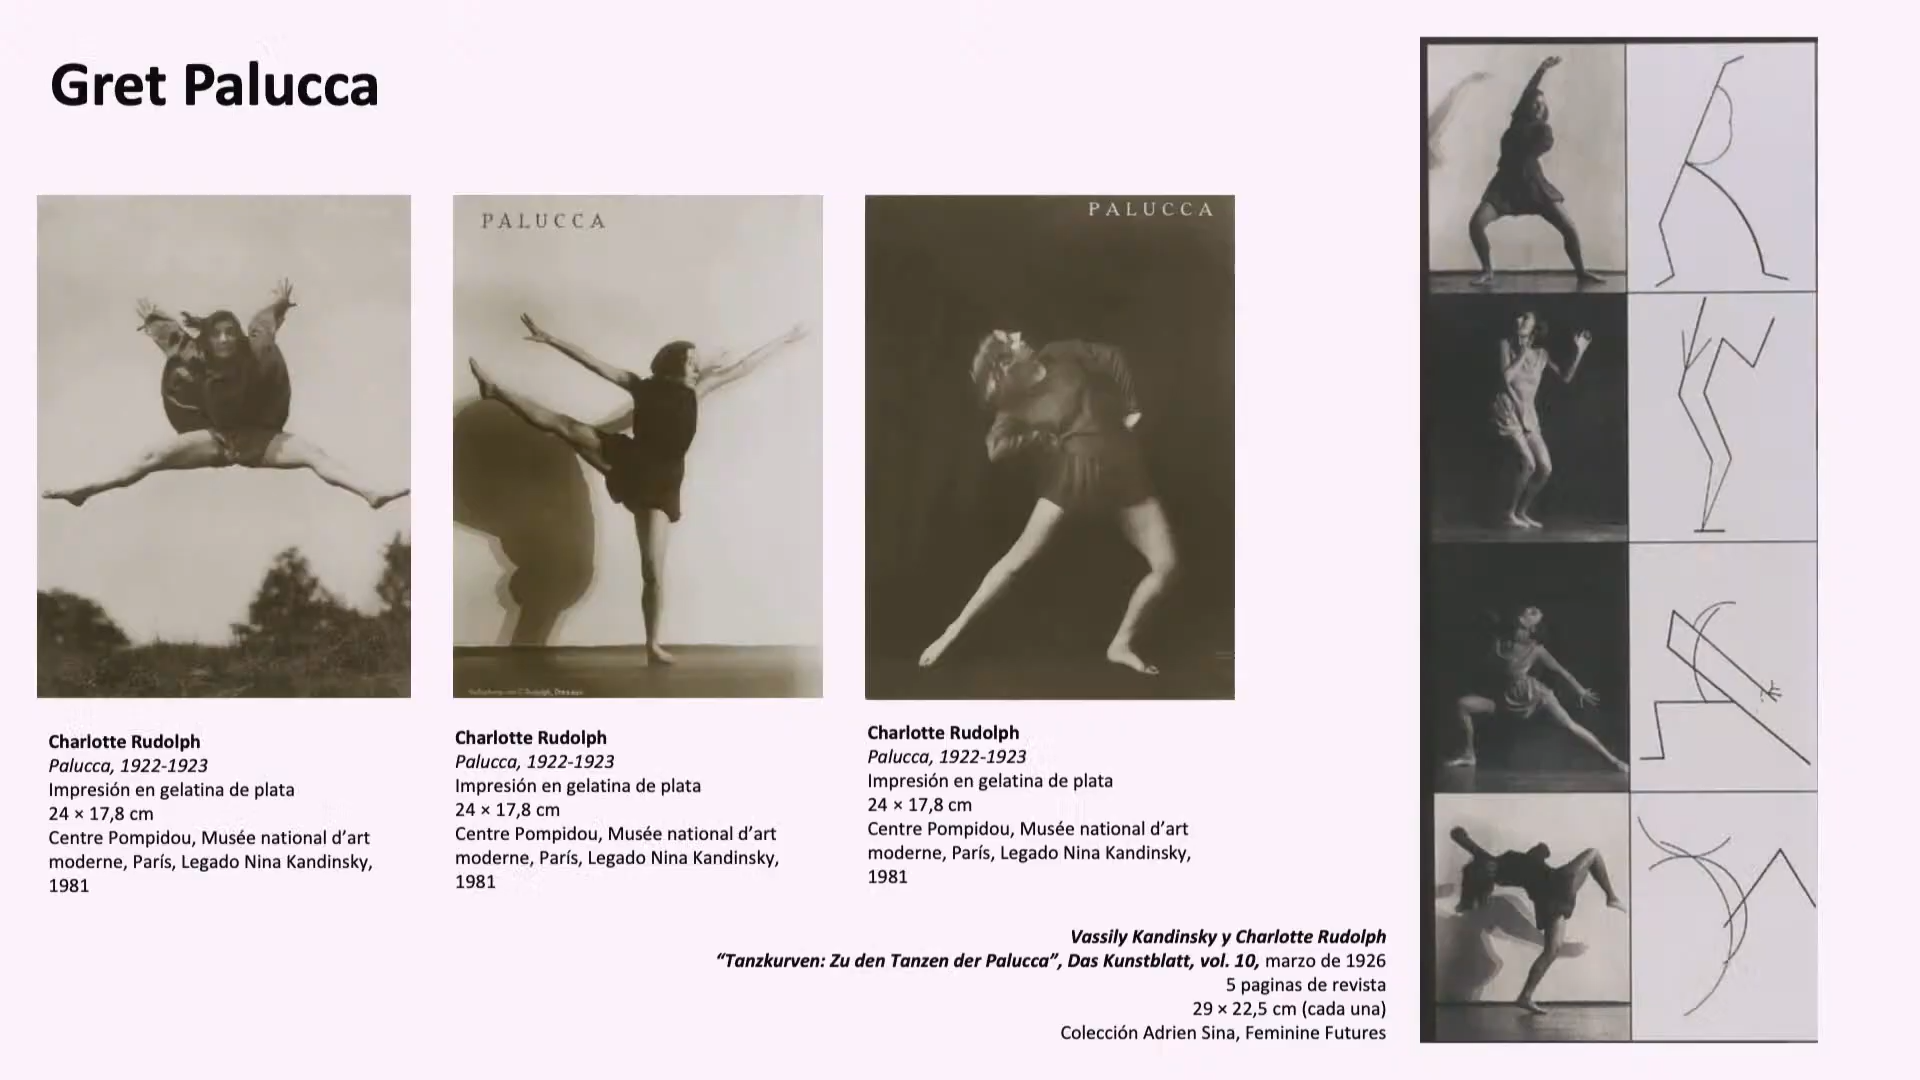 Gret Palucca
PALUCCA
PALUCCA
Charlotte Rudolph
Palucca, 1922-1923
Impresión en gelatina de plata
24 × 17,8 cm
Centre Pompidou, Musée national d’art
moderne, París, Legado Nina Kandinsky,
1981
Charlotte Rudolph
Palucca, 1922-1923
Impresión en gelatina de plata
24 × 17,8 cm
Centre Pompidou, Musée national d’art
moderne, París, Legado Nina Kandinsky,
1981
Charlotte Rudolph
Palucca, 1922-1923
Impresión en gelatina de plata
24 × 17,8 cm
Centre Pompidou, Musée national d’art
moderne, París, Legado Nina Kandinsky,
1981
Vassily Kandinsky y Charlotte Rudolph
“Tanzkurven: Zu den Tanzen der Palucca”, Das Kunstblatt, vol. 10, marzo de 1926
5 paginas de revista
29 × 22,5 cm (cada una)
Colección Adrien Sina, Feminine Futures